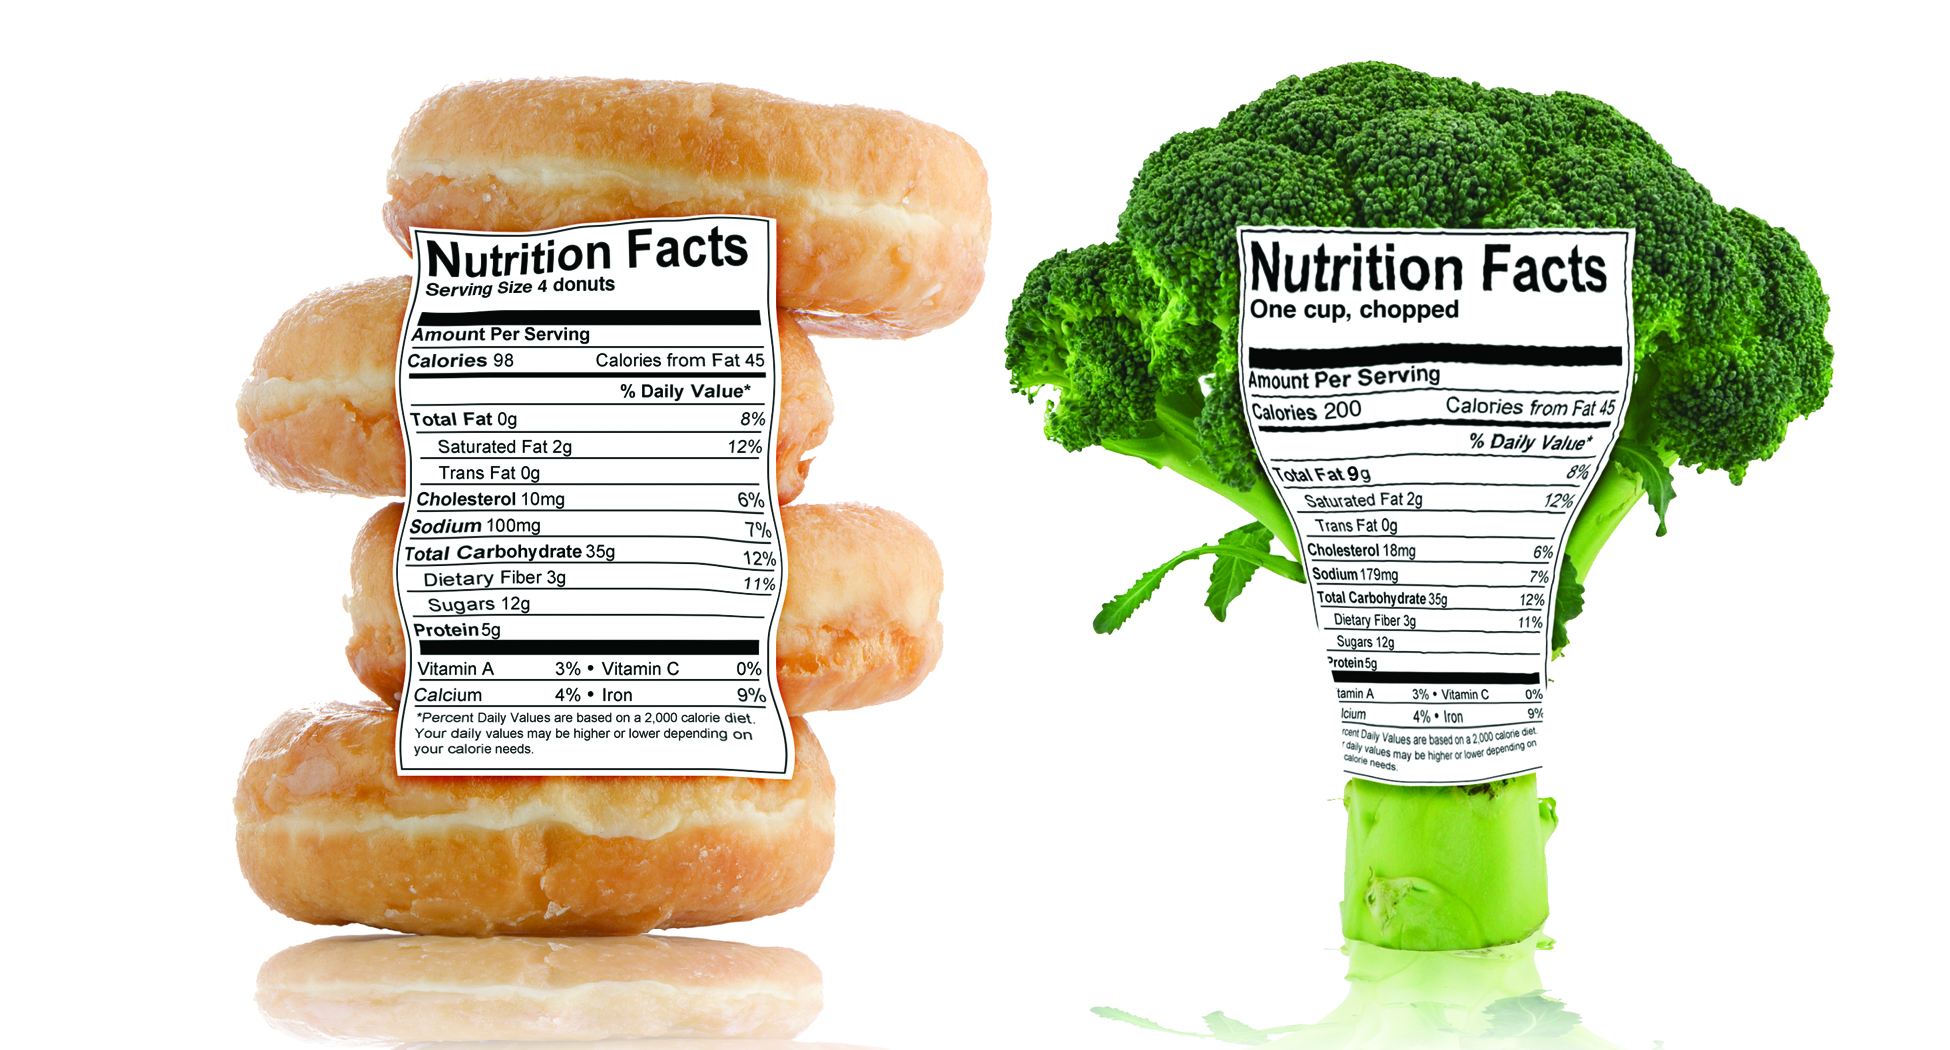 Nutrition Facts
Serving Size 4 donuts
Amount Per Serving
Calories 98 Calories from Fat 45
% Daily Value*
Total Fat 0g 8%
Saturated Fat 2g 12%
Trans Fat 0g
Cholesterol 10mg 6%
Sodium 100mg 7%
Total Carbohydrate 35g 12%
Dietary Fiber 3g 11%
Sugars 12g
Protein 5g
Vitamin A 3% • Vitamin C 0%
Calcium 4% • Iron 9%
*Percent Daily Values are based on a 2,000 calorie diet.
Your daily values may be higher or lower depending on
your calorie needs.
Nutrition Facts
One cup, chopped
Amount Per Serving
Calories 200 Calories from Fat 45
% Daily Value*
Total Fat 9g 8%
Saturated Fat 2g 12%
Trans Fat 0g
Cholesterol 18mg 6%
Sodium 179mg 7%
Total Carbohydrate 35g 12%
Dietary Fiber 3g 11%
Sugars 12g
Protein 5g
tamin A 3% • Vitamin C 0%
lcium 4% • Iron 9%
rcent Daily Values are based on a 2,000 calorie diet.
r daily values may be higher or lower depending on
calorie needs.